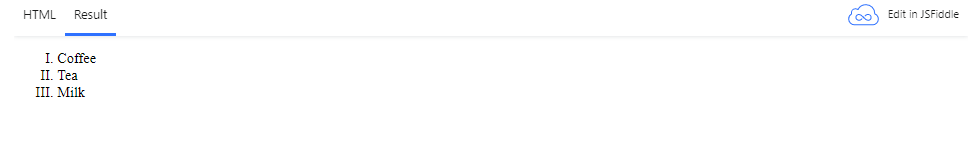 HTML Result Edit in JSFiddle
I. Coffee
II. Tea
III. Milk